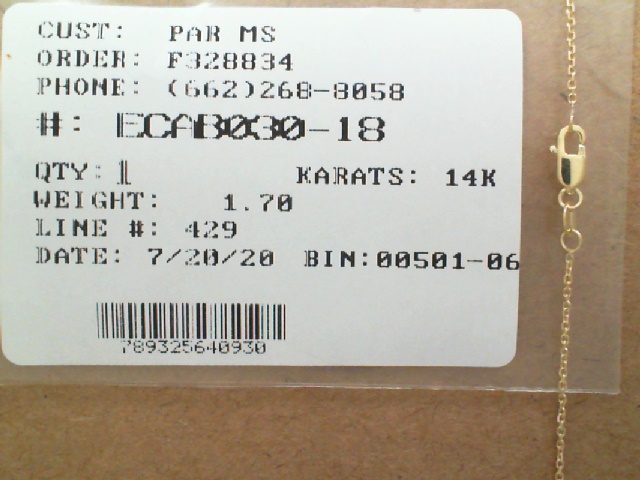 CUST: PAR MS
ORDER: F328834
PHONE: (662)268-8058
#: ECAB030-18
QTY: 1 KARATS: 14K
WEIGHT: 1.70
LINE #: 429
DATE: 7/20/20 BIN:00501-06
789325640930